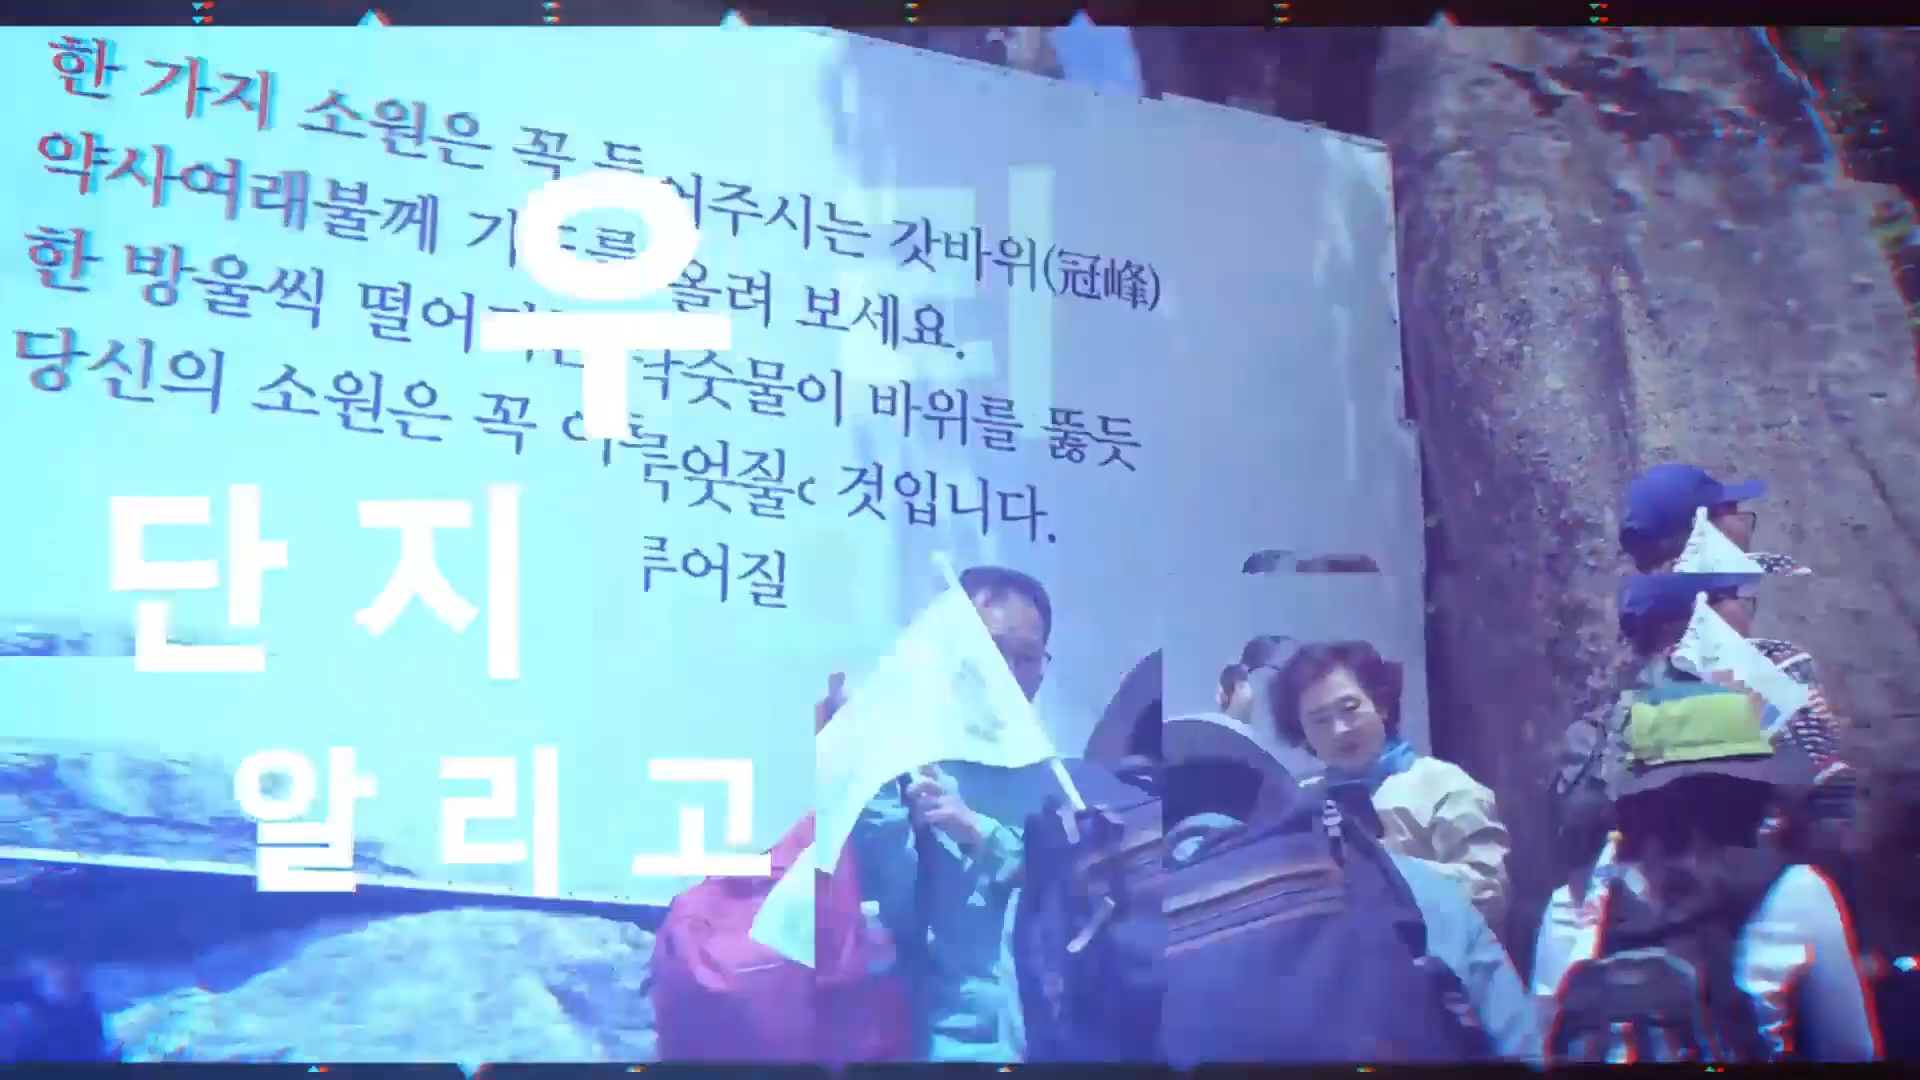 한 가지 소원은 꼭 들어주시는 갓바위(冠峰)
약사여래불께 기도를 올려 보세요.
한 방울씩 떨어지는 낙숫물이 바위를 뚫듯
당신의 소원은 꼭 이루어질 것입니다.
우
단지
알리고